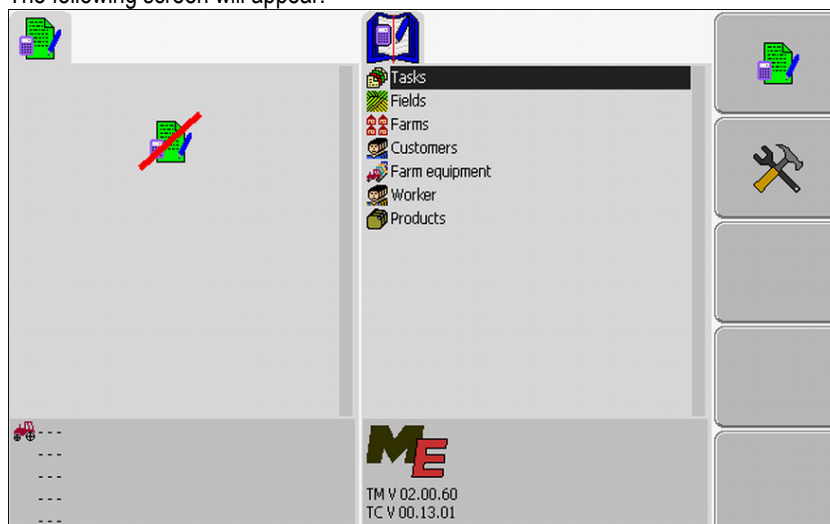 The following screen will appear:
Tasks
Fields
Farms
Customers
Farm equipment
Worker
Products
---
---
---
---
---
ME
TM V 02.00.60
TC V 00.13.01